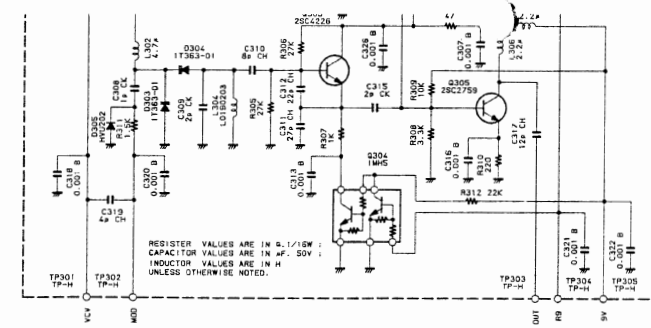 2SC4226
47
2.2μ
L302
4.7μ
D304
1T363-01
C310
8p CH
R306
27K
C326
0.001 B
C307
0.001 B
L306
2.2μ
C308
1p CK
D303
1T363-01
C309
2p CK
L304
R305
27K
C312
22p CH
C315
2p CK
R309
10K
Q305
2SC2759
D305
HVU202
R311
1.5K
C311
27p CH
R307
1K
R308
3.3K
C317
12p CH
C318
0.001 B
C320
0.001 B
C313
0.001 B
Q304
IMH5
C316
0.001 B
R310
220
R312 22K
C319
4p CH
RESISTER VALUES ARE IN Ω.1/16W ;
CAPACITOR VALUES ARE IN μF. 50V ;
INDUCTOR VALUES ARE IN H
UNLESS OTHERWISE NOTED.
C321
0.001 B
C322
0.001 B
TP301
TP-H
TP302
TP-H
TP303
TP-H
TP304
TP-H
TP305
TP-H
VCV
MOD
OUT
R9
9V